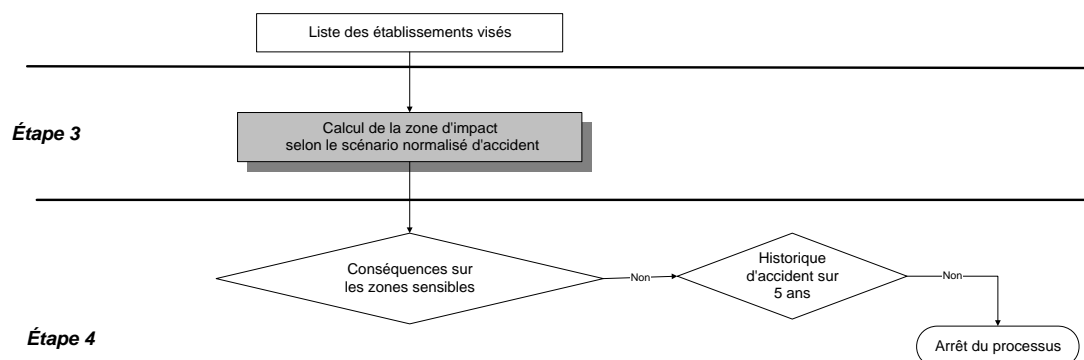 Liste des établissements visés
Étape 3
Calcul de la zone d'impact
selon le scénario normalisé d'accident
Conséquences sur
les zones sensibles
Non
Historique
d'accident sur
5 ans
Non
Étape 4
Arrêt du processus